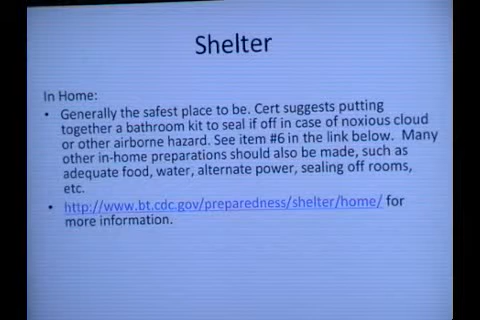 Shelter
In Home:
• Generally the safest place to be. Cert suggests putting
together a bathroom kit to seal if off in case of noxious cloud
or other airborne hazard. See item #6 in the link below. Many
other in-home preparations should also be made, such as
adequate food, water, alternate power, sealing off rooms,
etc.
• http://www.bt.cdc.gov/preparedness/shelter/home/ for
more information.